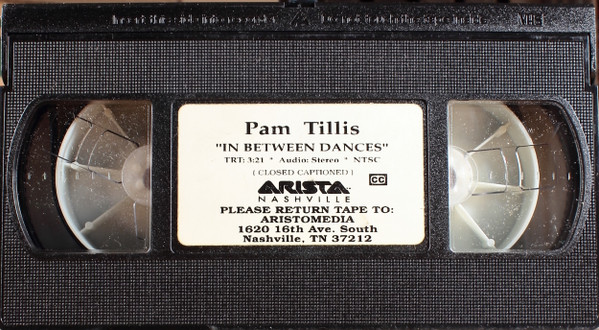 VHS
Pam Tillis
"IN BETWEEN DANCES"
TRT: 3:21 * Audio: Stereo * NTSC
( CLOSED CAPTIONED )
ARISTA CC
NASHVILLE
PLEASE RETURN TAPE TO:
ARISTOMEDIA
1620 16th Ave. South
Nashville, TN 37212